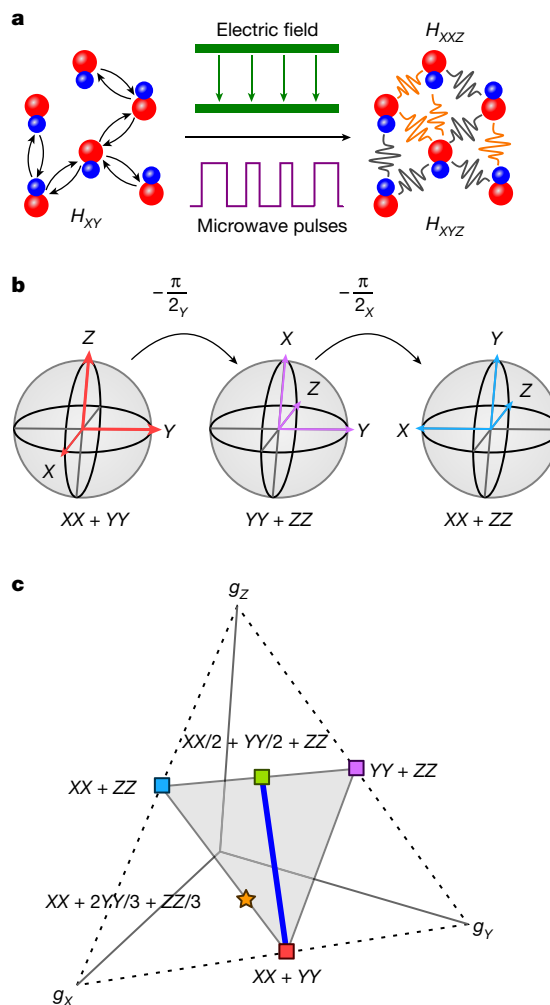 a
Electric field
H_XXZ
H_XY
Microwave pulses
H_XYZ
b
−π/2_Y
−π/2_X
Z
X
Y
Z
Z
Y
X
Y
X
XX + YY
YY + ZZ
XX + ZZ
c
g_Z
XX/2 + YY/2 + ZZ
XX + ZZ
YY + ZZ
XX + 2YY/3 + ZZ/3
g_Y
XX + YY
g_X